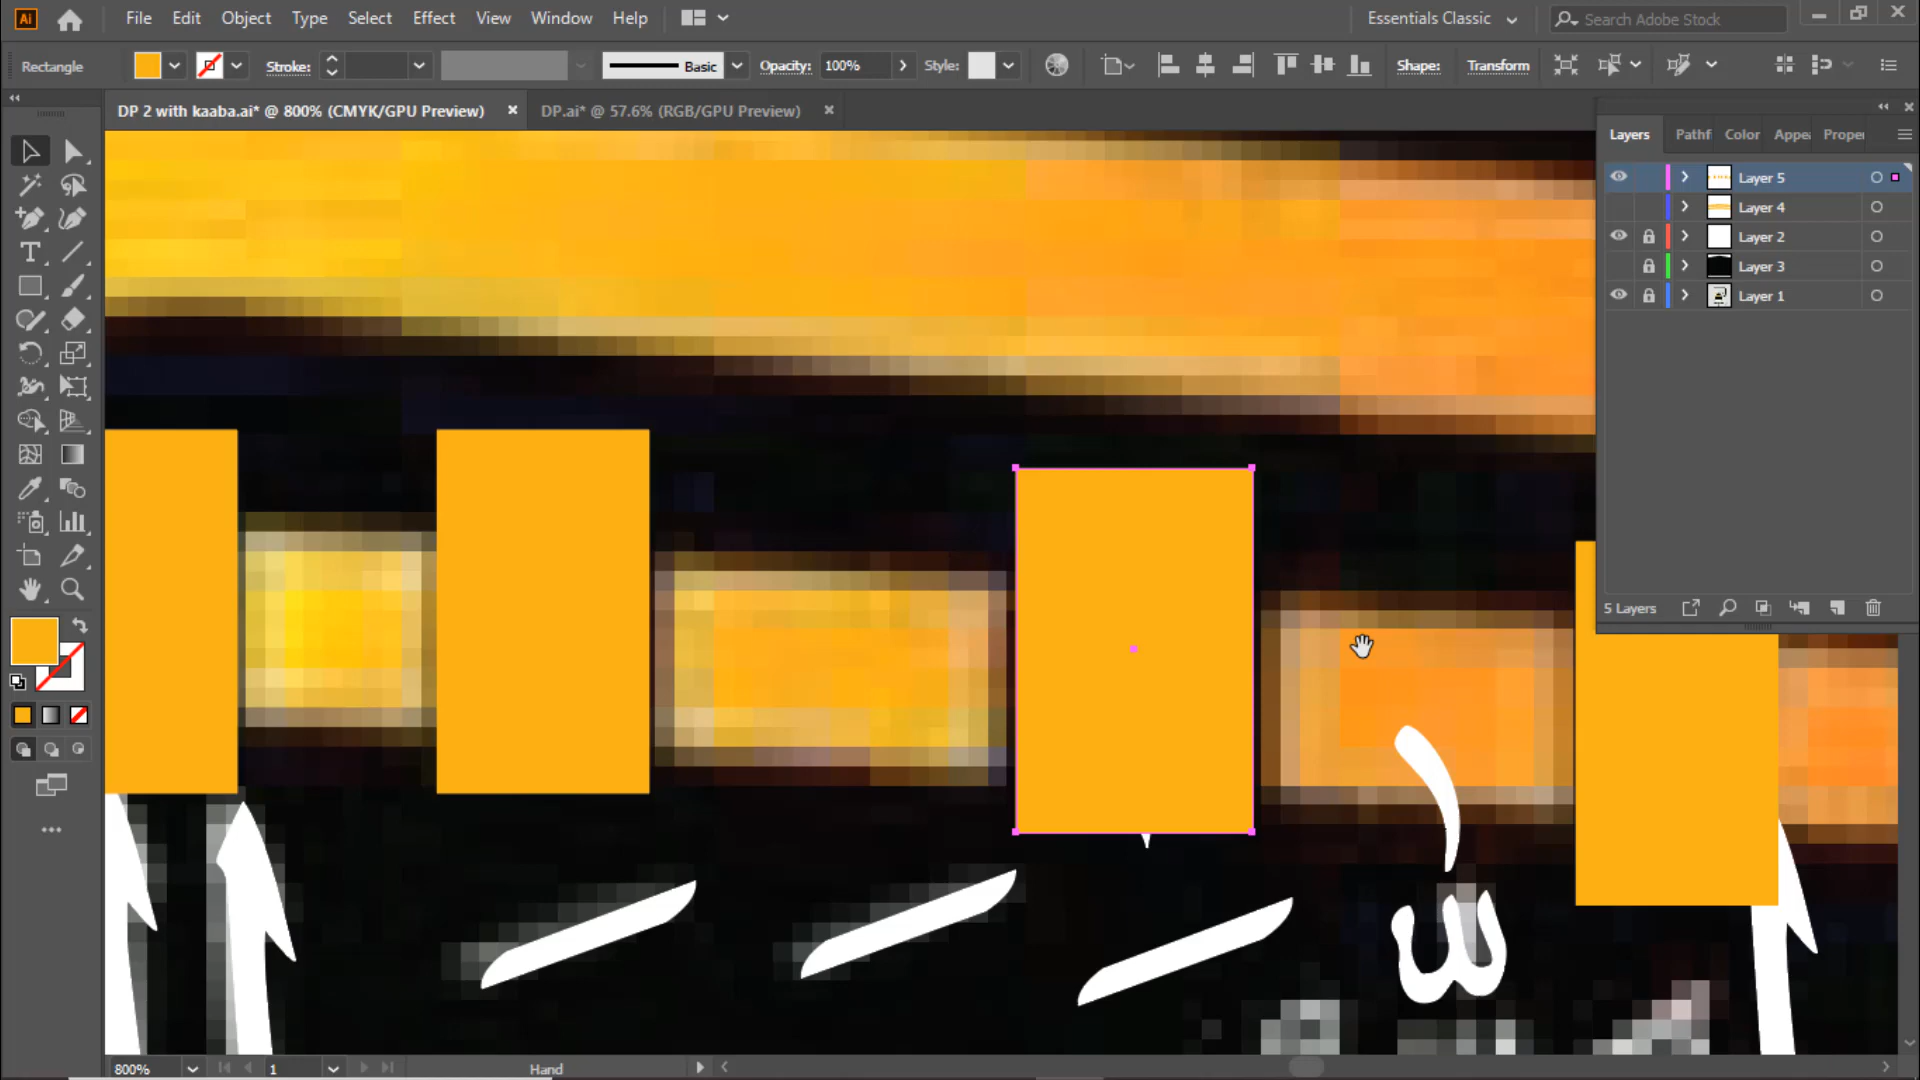 Ai File Edit Object Type Select Effect View Window Help Essentials Classic Search Adobe Stock
Rectangle Stroke: Basic Opacity: 100% Style: Shape: Transform
DP 2 with kaaba.ai* @ 800% (CMYK/GPU Preview) × DP.ai* @ 57.6% (RGB/GPU Preview) ×
Layers Pathf Color Appe Proper
Layer 5
Layer 4
Layer 2
Layer 3
Layer 1
5 Layers
800% 1 Hand